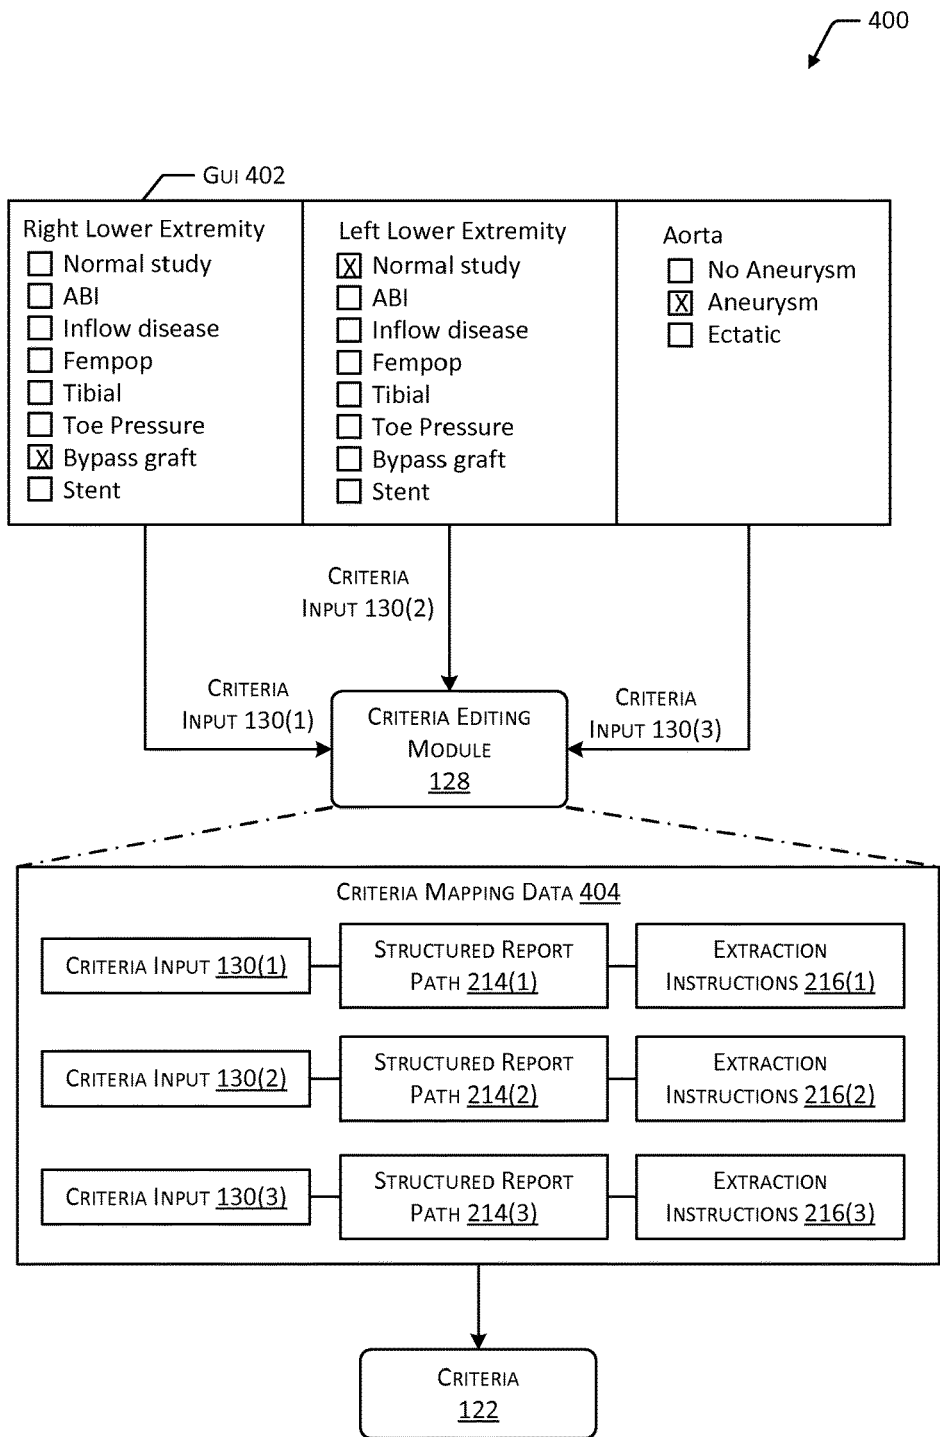 400
GUI 402
Right Lower Extremity
Normal study
ABI
Inflow disease
Fempop
Tibial
Toe Pressure
X Bypass graft
Stent
Left Lower Extremity
X Normal study
ABI
Inflow disease
Fempop
Tibial
Toe Pressure
Bypass graft
Stent
Aorta
No Aneurysm
X Aneurysm
Ectatic
CRITERIA
INPUT 130(2)
CRITERIA
INPUT 130(1)
CRITERIA EDITING
MODULE
128
CRITERIA
INPUT 130(3)
CRITERIA MAPPING DATA 404
CRITERIA INPUT 130(1)
STRUCTURED REPORT
PATH 214(1)
EXTRACTION
INSTRUCTIONS 216(1)
CRITERIA INPUT 130(2)
STRUCTURED REPORT
PATH 214(2)
EXTRACTION
INSTRUCTIONS 216(2)
CRITERIA INPUT 130(3)
STRUCTURED REPORT
PATH 214(3)
EXTRACTION
INSTRUCTIONS 216(3)
CRITERIA
122